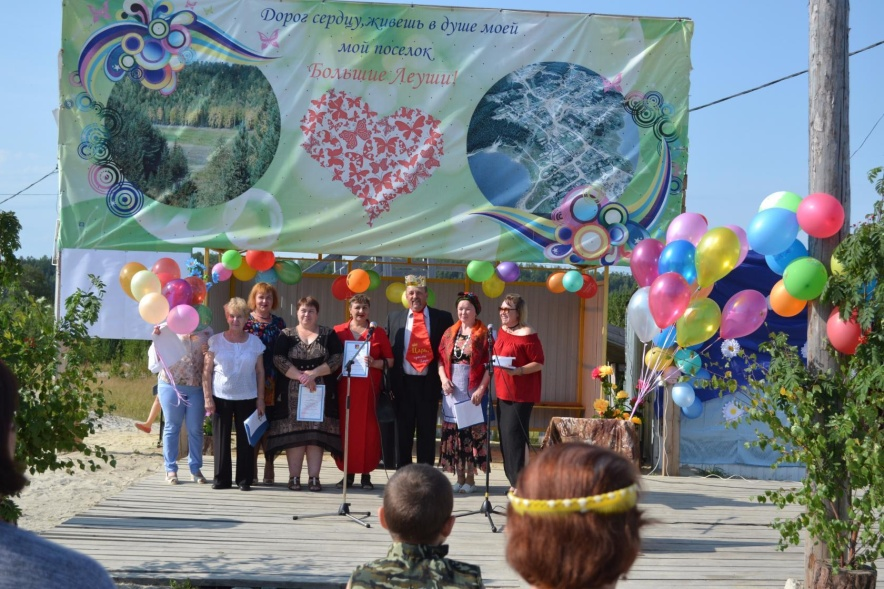 Дорог сердцу,живешь в душе моей
мой поселок
Большие Леуши!